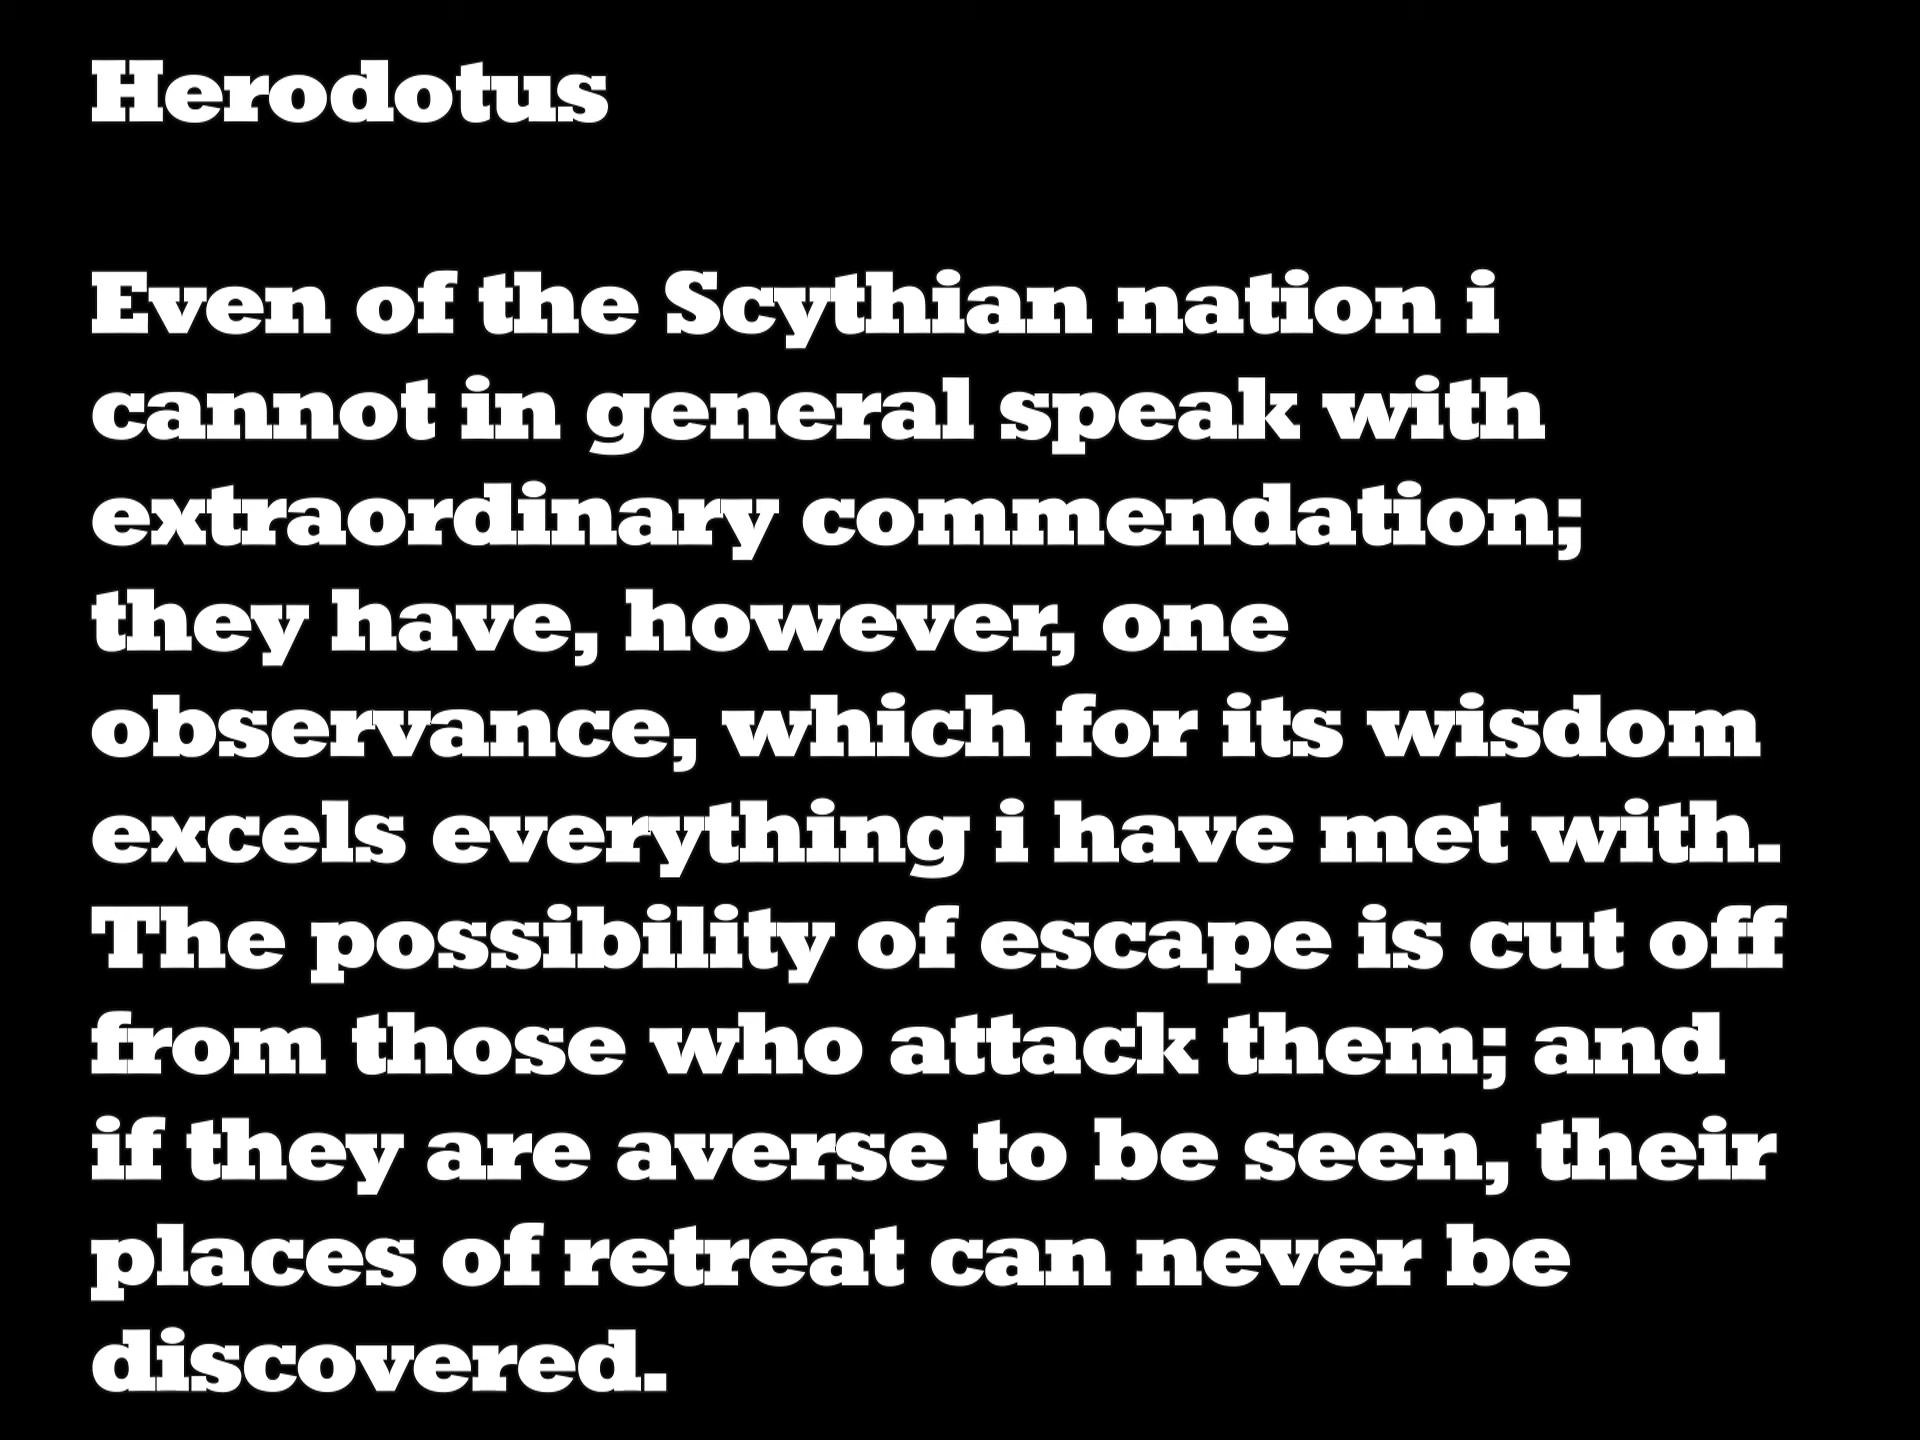 Herodotus
Even of the Scythian nation i
cannot in general speak with
extraordinary commendation;
they have, however, one
observance, which for its wisdom
excels everything i have met with.
The possibility of escape is cut off
from those who attack them; and
if they are averse to be seen, their
places of retreat can never be
discovered.